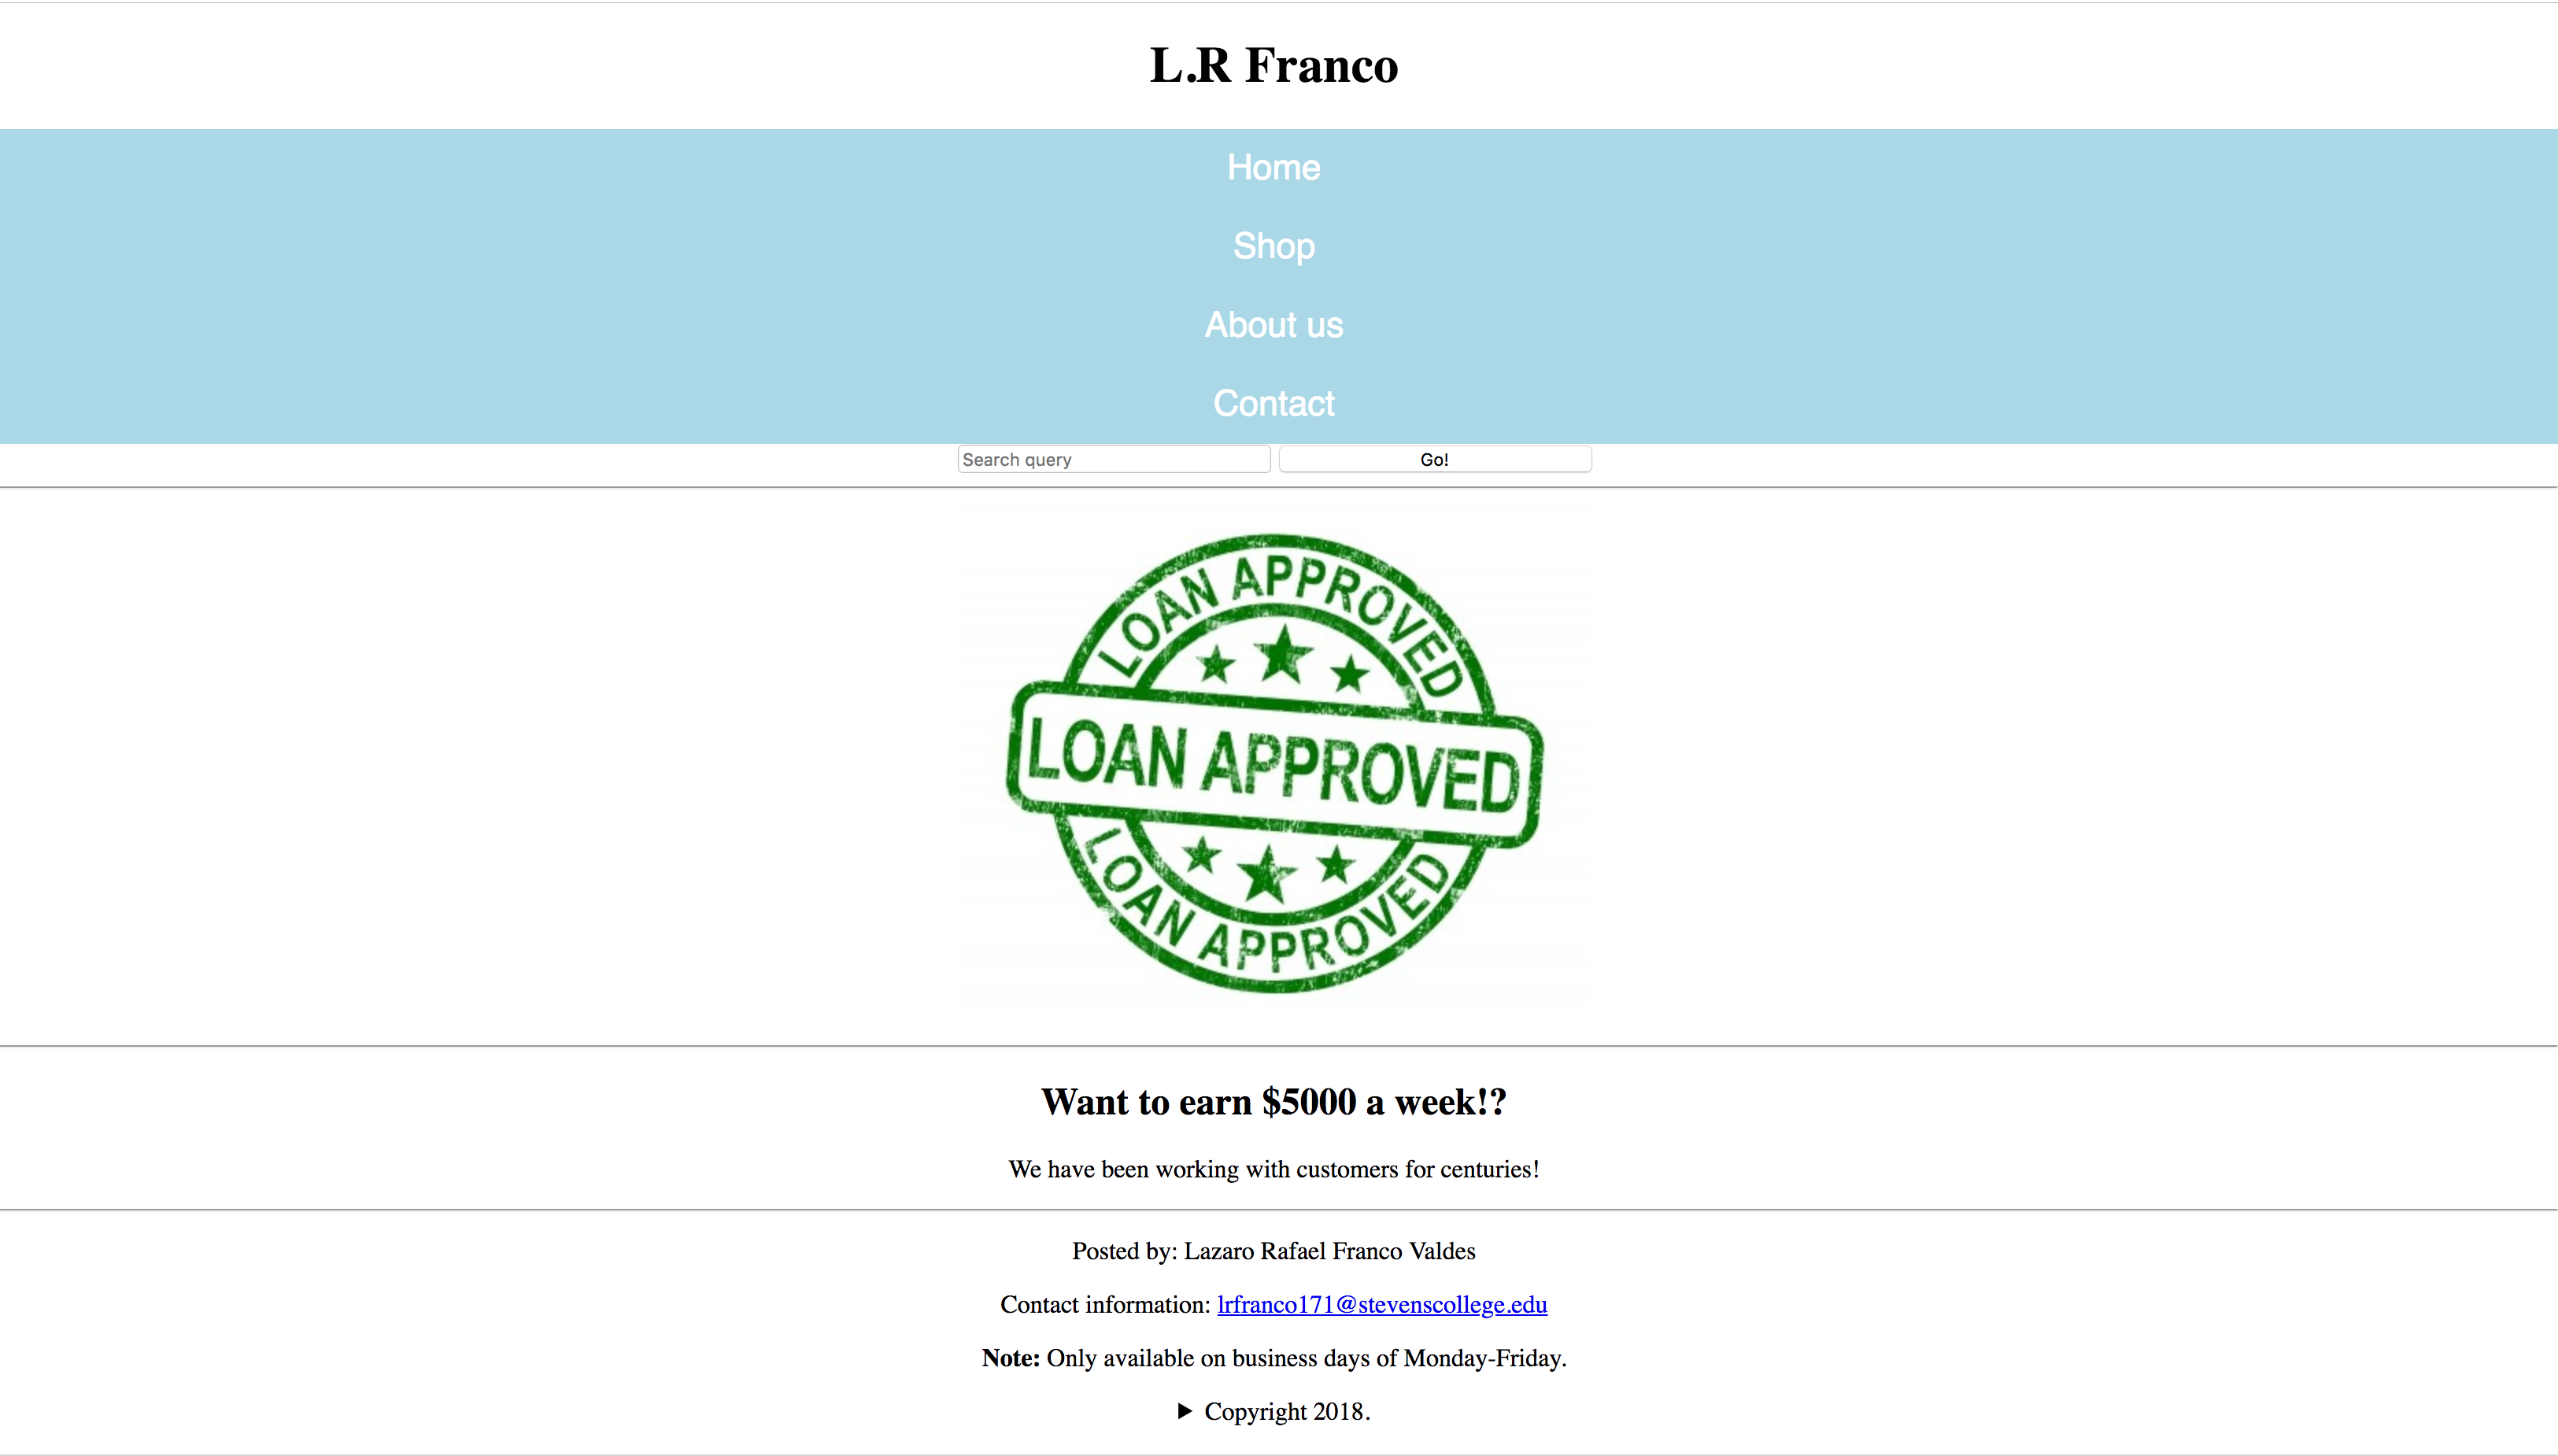 L.R Franco
Home
Shop
About us
Contact
Search query Go!
LOAN APPROVED
LOAN APPROVED
LOAN APPROVED
Want to earn $5000 a week!?
We have been working with customers for centuries!
Posted by: Lazaro Rafael Franco Valdes
Contact information: lrfranco171@stevenscollege.edu
Note: Only available on business days of Monday-Friday.
Copyright 2018.